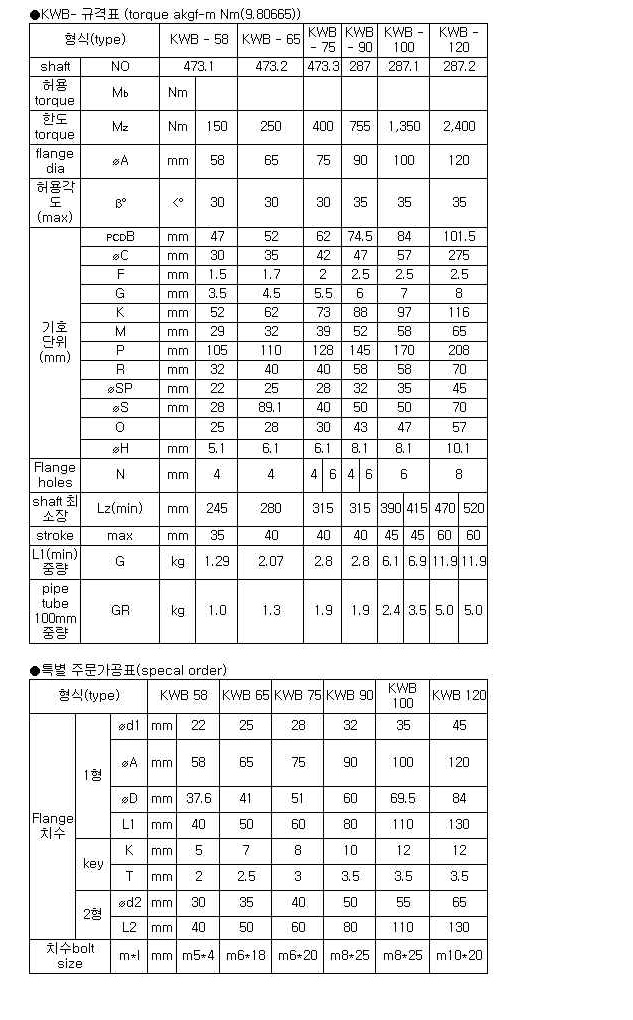 ●KWB- 규격표 (torque akgf-m Nm(9.80665))
형식(type) KWB - 58 KWB - 65 KWB - 75 KWB - 90 KWB - 100 KWB - 120
shaft NO 473.1 473.2 473.3 287 287.1 287.2
허용 torque Mb Nm
한도 torque Mz Nm 150 250 400 755 1,350 2,400
flange dia øA mm 58 65 75 90 100 120
허용각도 (max) β° <° 30 30 30 35 35 35
기호 단위 (mm)
PCDB mm 47 52 62 74.5 84 101.5
øC mm 30 35 42 47 57 275
F mm 1.5 1.7 2 2.5 2.5 2.5
G mm 3.5 4.5 5.5 6 7 8
K mm 52 62 73 88 97 116
M mm 29 32 39 52 58 65
P mm 105 110 128 145 170 208
R mm 32 40 40 58 58 70
øSP mm 22 25 28 32 35 45
øS mm 28 89.1 40 50 50 70
O 25 28 30 43 47 57
øH mm 5.1 6.1 6.1 8.1 8.1 10.1
Flange holes N mm 4 4 4 6 4 6 6 8
shaft 최소장 Lz(min) mm 245 280 315 315 390 415 470 520
stroke max mm 35 40 40 40 45 45 60 60
L1(min) 중량 G kg 1.29 2.07 2.8 2.8 6.1 6.9 11.9 11.9
pipe tube 100mm 중량 GR kg 1.0 1.3 1.9 1.9 2.4 3.5 5.0 5.0
●특별 주문가공표(specal order)
형식(type) KWB 58 KWB 65 KWB 75 KWB 90 KWB 100 KWB 120
Flange 치수
1형
ød1 mm 22 25 28 32 35 45
øA mm 58 65 75 90 100 120
øD mm 37.6 41 51 60 69.5 84
L1 mm 40 50 60 80 110 130
key
K mm 5 7 8 10 12 12
T mm 2 2.5 3 3.5 3.5 3.5
2형
ød2 mm 30 35 40 50 55 65
L2 mm 40 50 60 80 110 130
치수bolt size m*l mm m5*4 m6*18 m6*20 m8*25 m8*25 m10*20